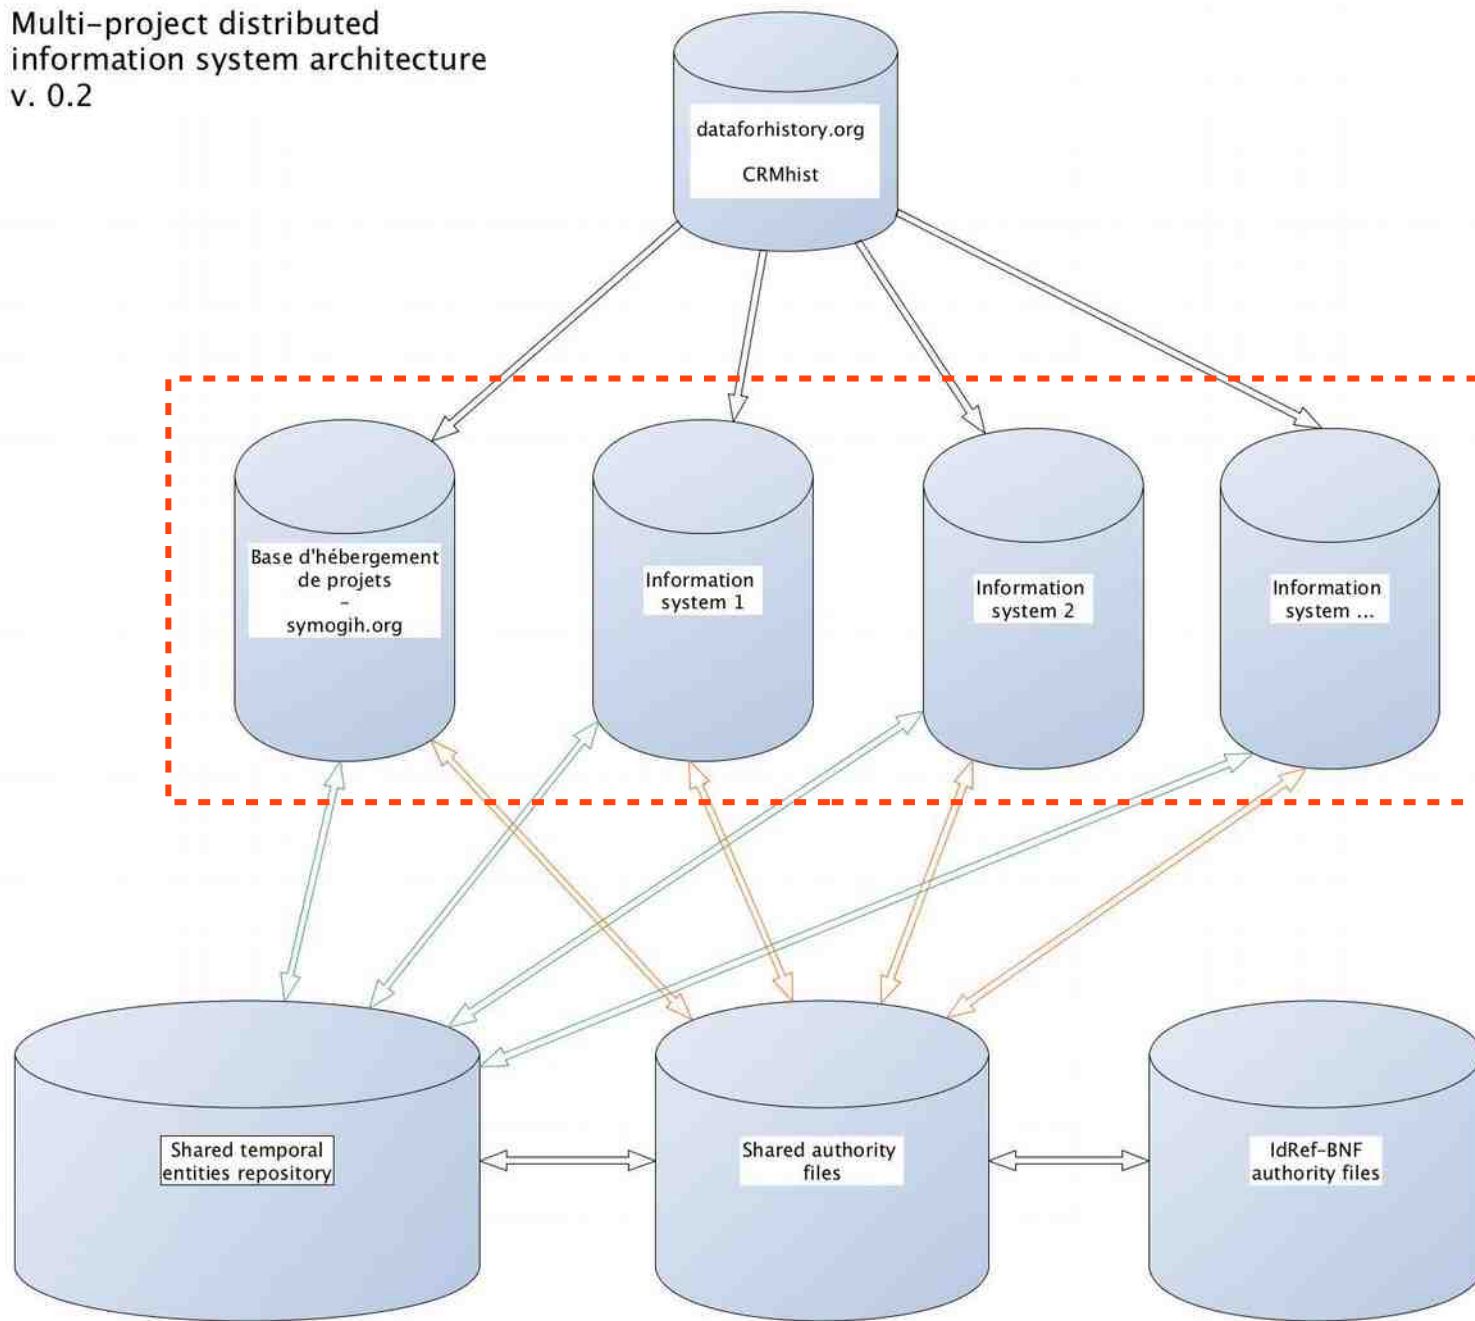 Multi-project distributed
information system architecture
v. 0.2
dataforhistory.org
CRMhist
Base d'hébergement
de projets
-
symogih.org
Information
system 1
Information
system 2
Information
system ...
Shared temporal
entities repository
Shared authority
files
IdRef-BNF
authority files